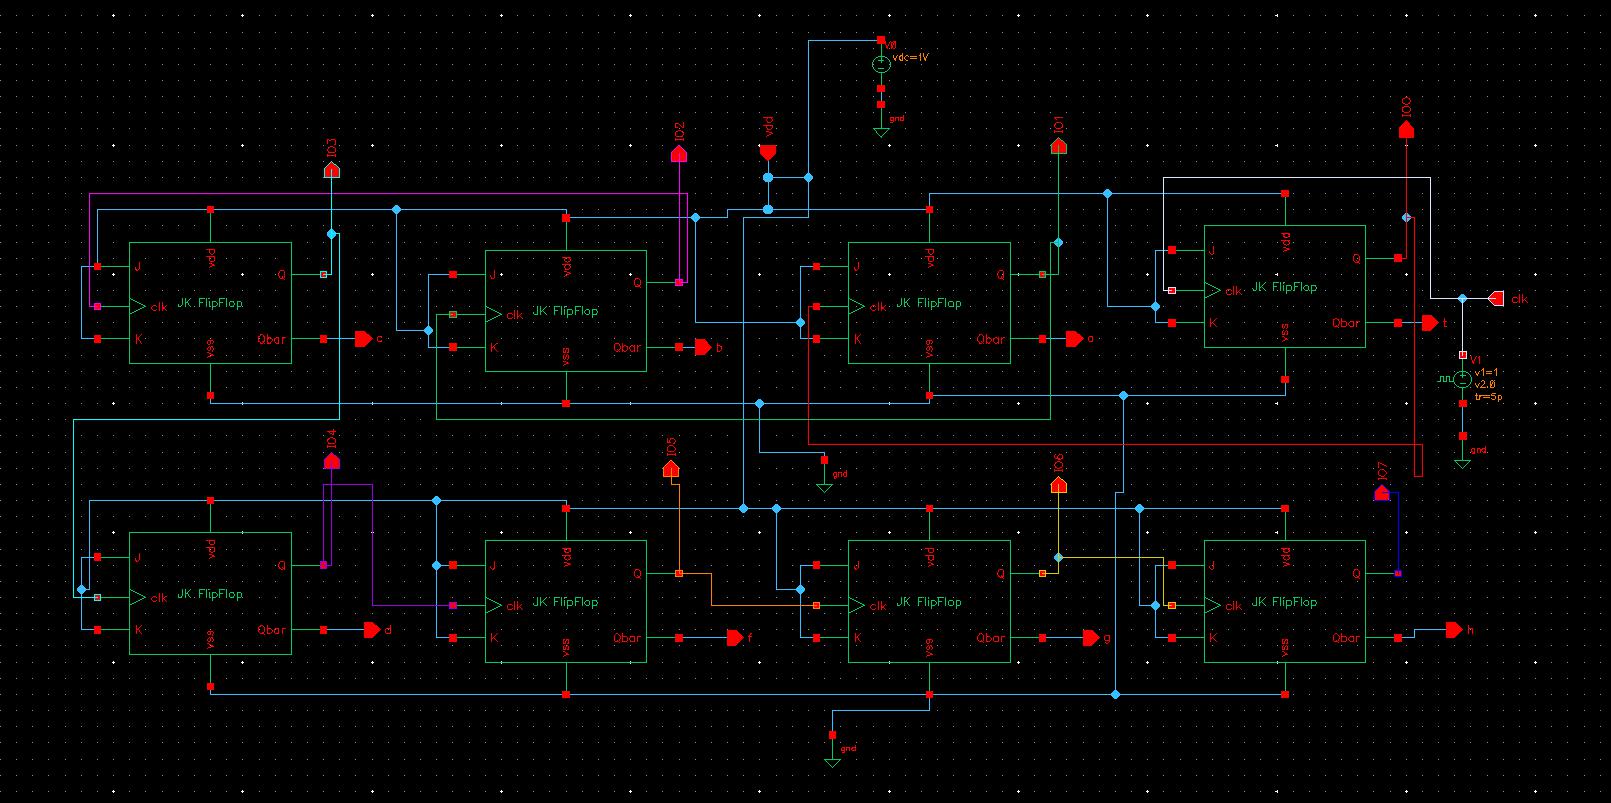 V0
vdc=1V
gnd
IO3
IO2
vdd
IO1
IO0
J
vdd
Q
clk
JK FlipFlop
K
vss
Qbar
c
J
vdd
Q
clk
JK FlipFlop
K
vss
Qbar
b
J
vdd
Q
clk
JK FlipFlop
K
vss
Qbar
a
J
vdd
Q
clk
JK FlipFlop
K
vss
Qbar
t
clk
V1
v1=1
v2.0
tr=5p
gnd
gnd
IO4
IO5
IO6
IO7
J
vdd
Q
clk
JK FlipFlop
K
vss
Qbar
d
J
vdd
Q
clk
JK FlipFlop
K
vss
Qbar
f
J
vdd
Q
clk
JK FlipFlop
K
vss
Qbar
g
J
vdd
Q
clk
JK FlipFlop
K
vss
Qbar
h
gnd